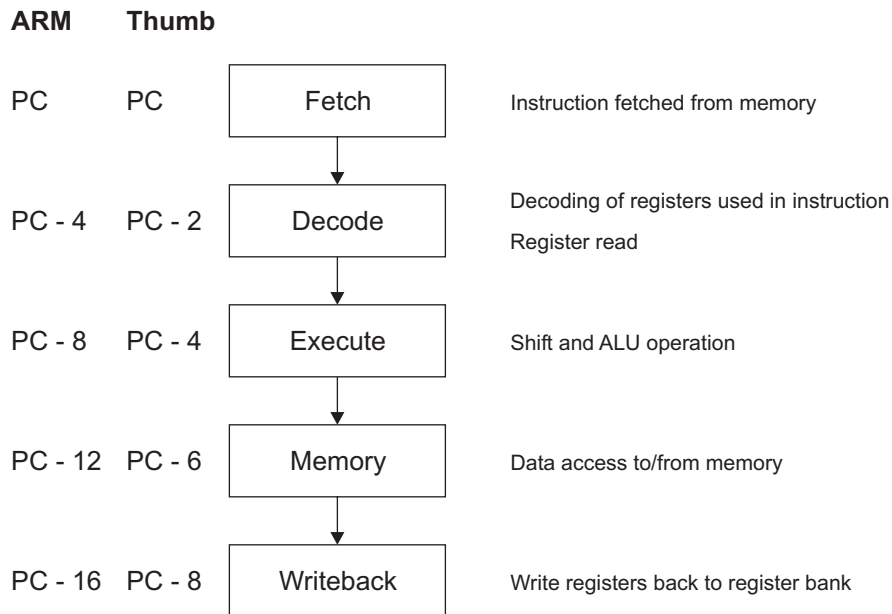 ARM Thumb
PC PC Fetch Instruction fetched from memory
PC - 4 PC - 2 Decode Decoding of registers used in instruction
Register read
PC - 8 PC - 4 Execute Shift and ALU operation
PC - 12 PC - 6 Memory Data access to/from memory
PC - 16 PC - 8 Writeback Write registers back to register bank